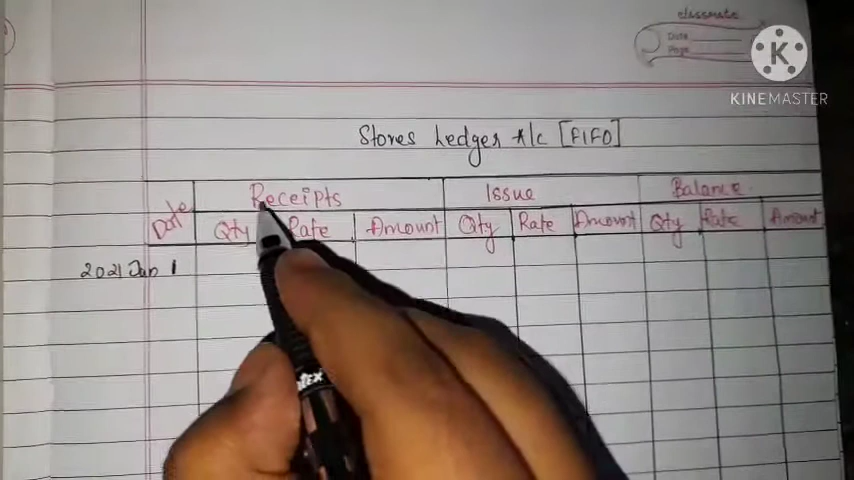 classmate
Date
Page
K
KINEMASTER
Stores Ledger A/c [FIFO]
Date Receipts Issue Balance
Qty Rate Amount Qty Rate Amount Qty Rate Amount
2021 Jan 1